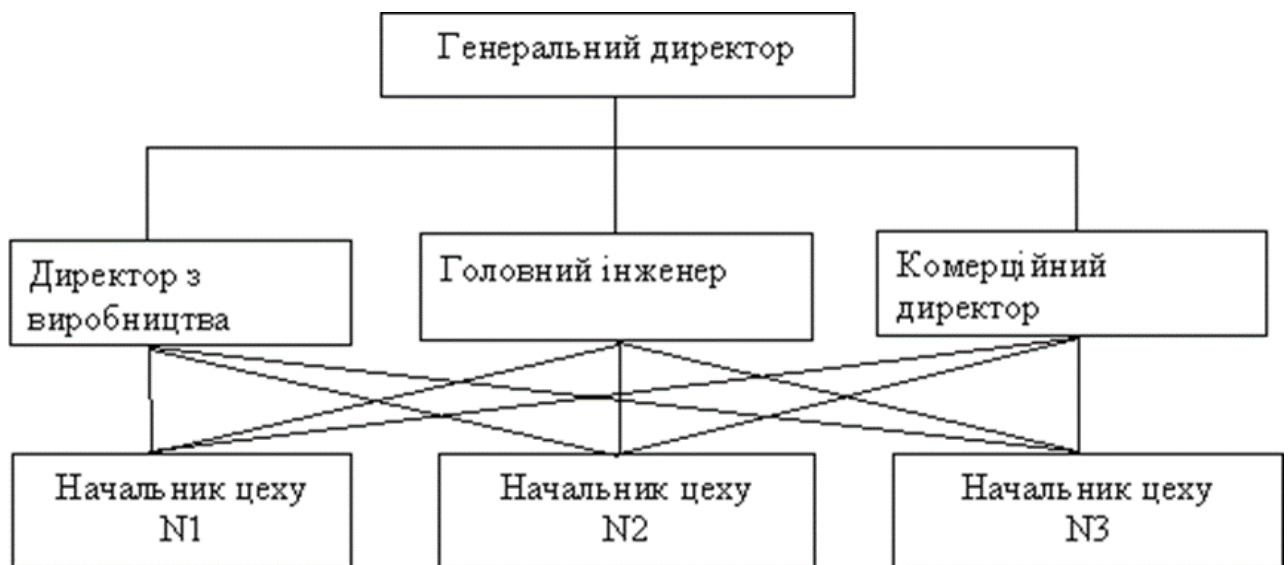 Генеральний директор
Директор з
виробництва
Головний інженер
Комерційний
директор
Начальник цеху
N1
Начальник цеху
N2
Начальник цеху
N3